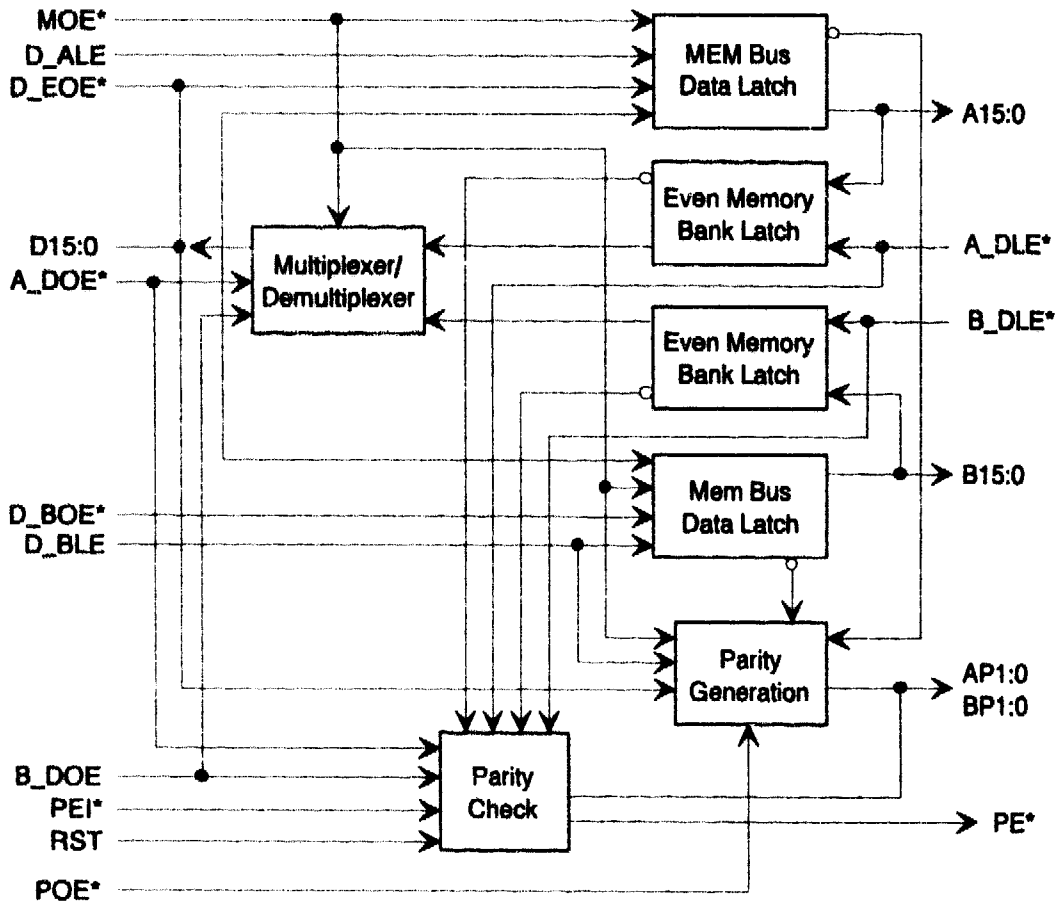 MOE*
D_ALE
D_EOE*
MEM Bus
Data Latch
A15:0
Even Memory
Bank Latch
D15:0
A_DOE*
Multiplexer/
Demultiplexer
A_DLE*
B_DLE*
Even Memory
Bank Latch
D_BOE*
D_BLE
Mem Bus
Data Latch
B15:0
Parity
Generation
AP1:0
BP1:0
B_DOE
PEI*
RST
POE*
Parity
Check
PE*